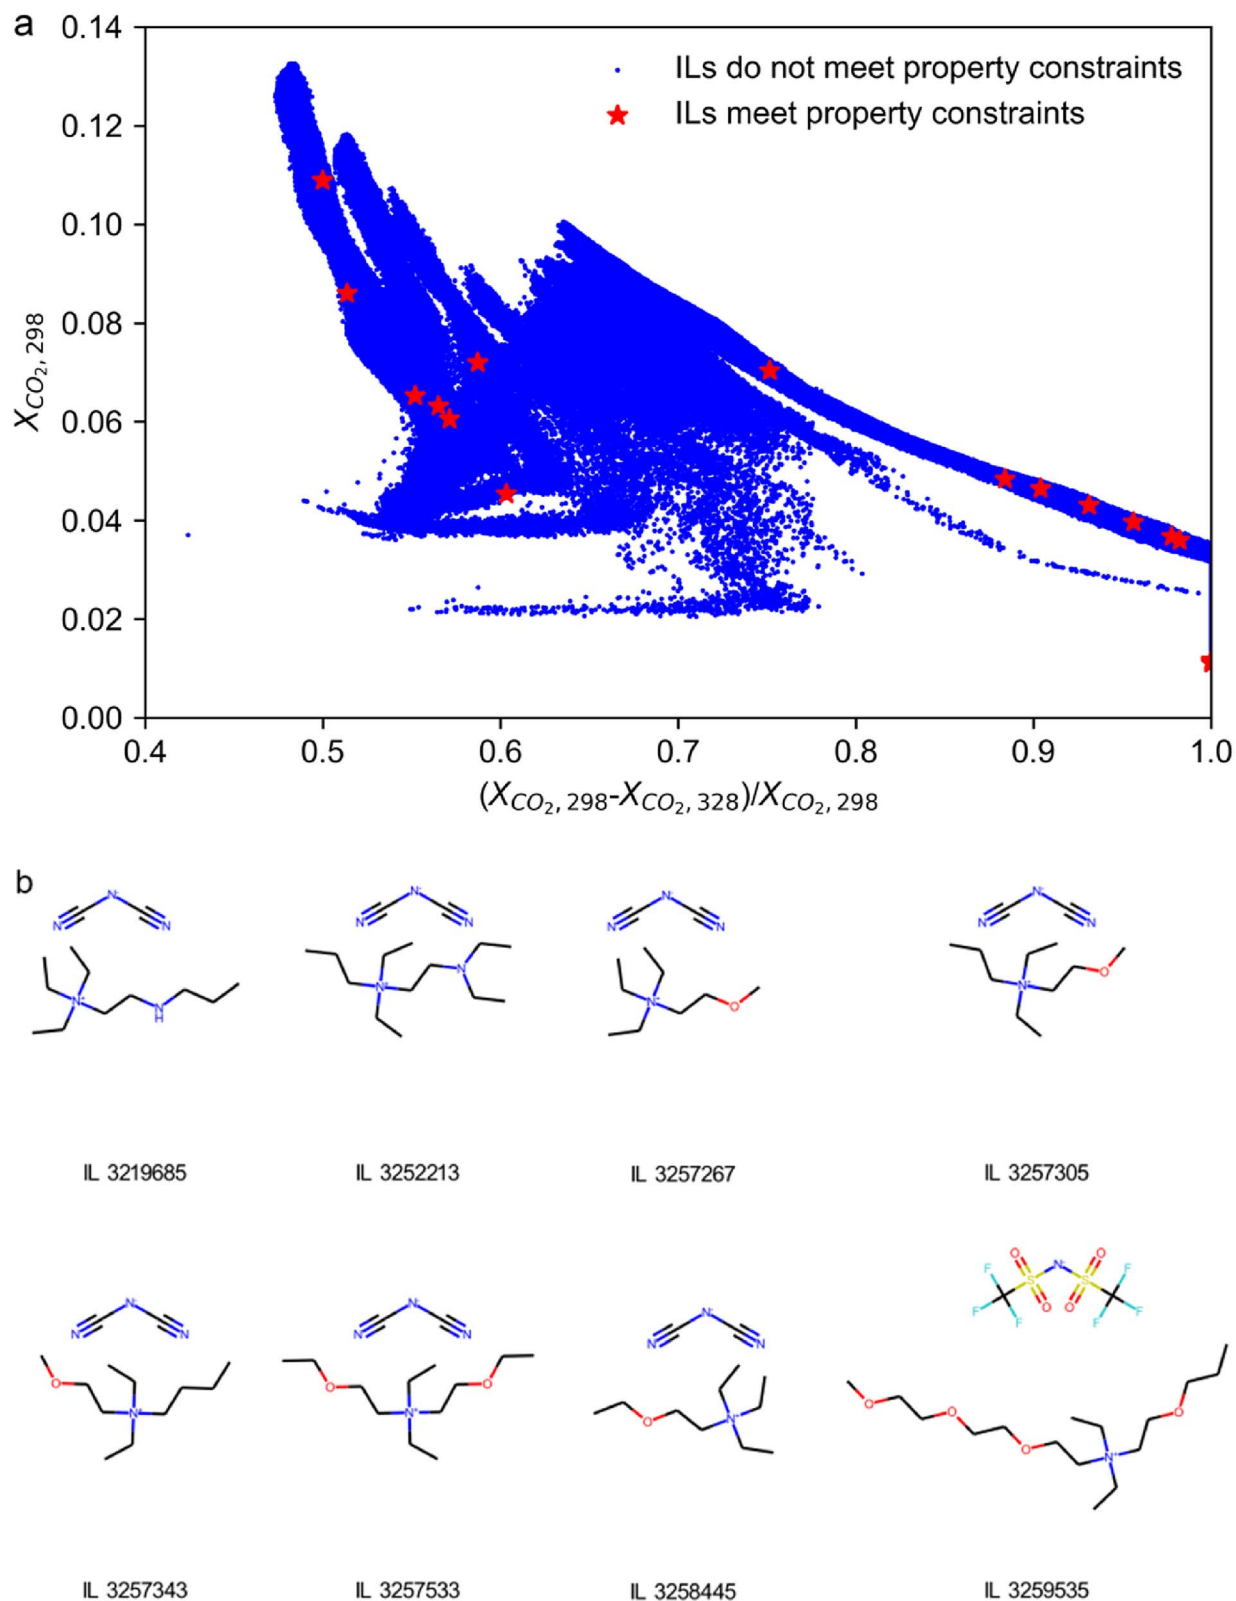 a
0.14
0.12
0.10
0.08
0.06
0.04
0.02
0.00
X_{CO_2, 298}
ILs do not meet property constraints
ILs meet property constraints
0.4 0.5 0.6 0.7 0.8 0.9 1.0
(X_{CO_2, 298}-X_{CO_2, 328})/X_{CO_2, 298}
b
N⁻ N⁻ N⁻ N⁻
N N N N N N N N
N⁺ N H N⁺ N N⁺ O N⁺ O
IL 3219685 IL 3252213 IL 3257267 IL 3257305
O O N⁻
F S S F
F F O O F F
N⁻ N⁻ N⁻
N N N N N N
O N⁺ O N⁺ O O N⁺ O O O N⁺ O
IL 3257343 IL 3257533 IL 3258445 IL 3259535